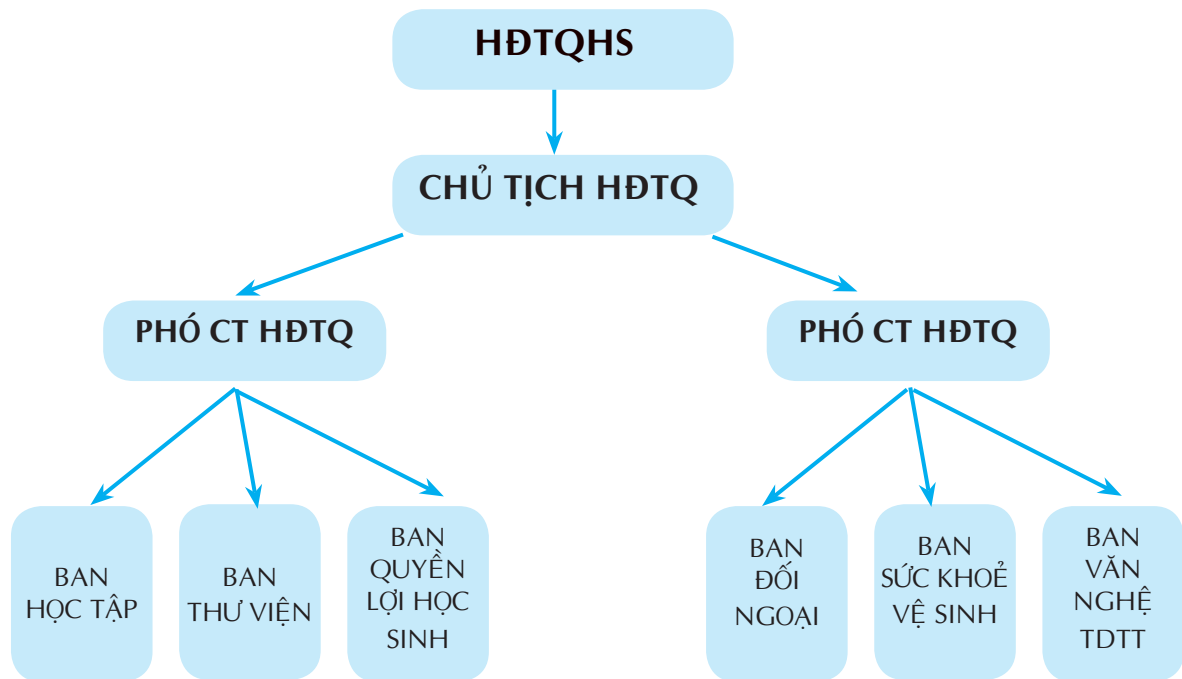 HĐTQHS
CHỦ TỊCH HĐTQ
PHÓ CT HĐTQ
PHÓ CT HĐTQ
BAN
HỌC TẬP
BAN
THƯ VIỆN
BAN
QUYỀN
LỢI HỌC
SINH
BAN
ĐỐI
NGOẠI
BAN
SỨC KHOẺ
VỆ SINH
BAN
VĂN
NGHỆ
TDTT